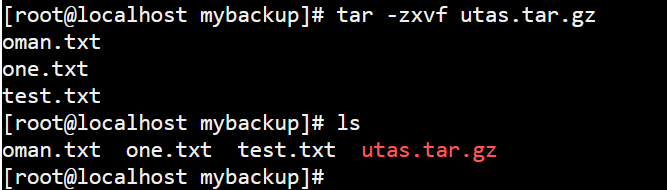 [root@localhost mybackup]# tar -zxvf utas.tar.gz
oman.txt
one.txt
test.txt
[root@localhost mybackup]# ls
oman.txt  one.txt  test.txt  utas.tar.gz
[root@localhost mybackup]#